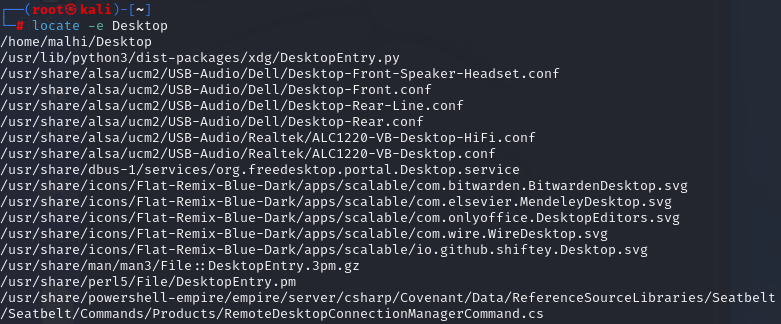 ┌──(root㉿kali)-[~]
└─# locate -e Desktop
/home/malhi/Desktop
/usr/lib/python3/dist-packages/xdg/DesktopEntry.py
/usr/share/alsa/ucm2/USB-Audio/Dell/Desktop-Front-Speaker-Headset.conf
/usr/share/alsa/ucm2/USB-Audio/Dell/Desktop-Front.conf
/usr/share/alsa/ucm2/USB-Audio/Dell/Desktop-Rear-Line.conf
/usr/share/alsa/ucm2/USB-Audio/Dell/Desktop-Rear.conf
/usr/share/alsa/ucm2/USB-Audio/Realtek/ALC1220-VB-Desktop-HiFi.conf
/usr/share/alsa/ucm2/USB-Audio/Realtek/ALC1220-VB-Desktop.conf
/usr/share/dbus-1/services/org.freedesktop.portal.Desktop.service
/usr/share/icons/Flat-Remix-Blue-Dark/apps/scalable/com.bitwarden.BitwardenDesktop.svg
/usr/share/icons/Flat-Remix-Blue-Dark/apps/scalable/com.elsevier.MendeleyDesktop.svg
/usr/share/icons/Flat-Remix-Blue-Dark/apps/scalable/com.onlyoffice.DesktopEditors.svg
/usr/share/icons/Flat-Remix-Blue-Dark/apps/scalable/com.wire.WireDesktop.svg
/usr/share/icons/Flat-Remix-Blue-Dark/apps/scalable/io.github.shiftey.Desktop.svg
/usr/share/man/man3/File::DesktopEntry.3pm.gz
/usr/share/perl5/File/DesktopEntry.pm
/usr/share/powershell-empire/empire/server/csharp/Covenant/Data/ReferenceSourceLibraries/Seatbelt
/Seatbelt/Commands/Products/RemoteDesktopConnectionManagerCommand.cs